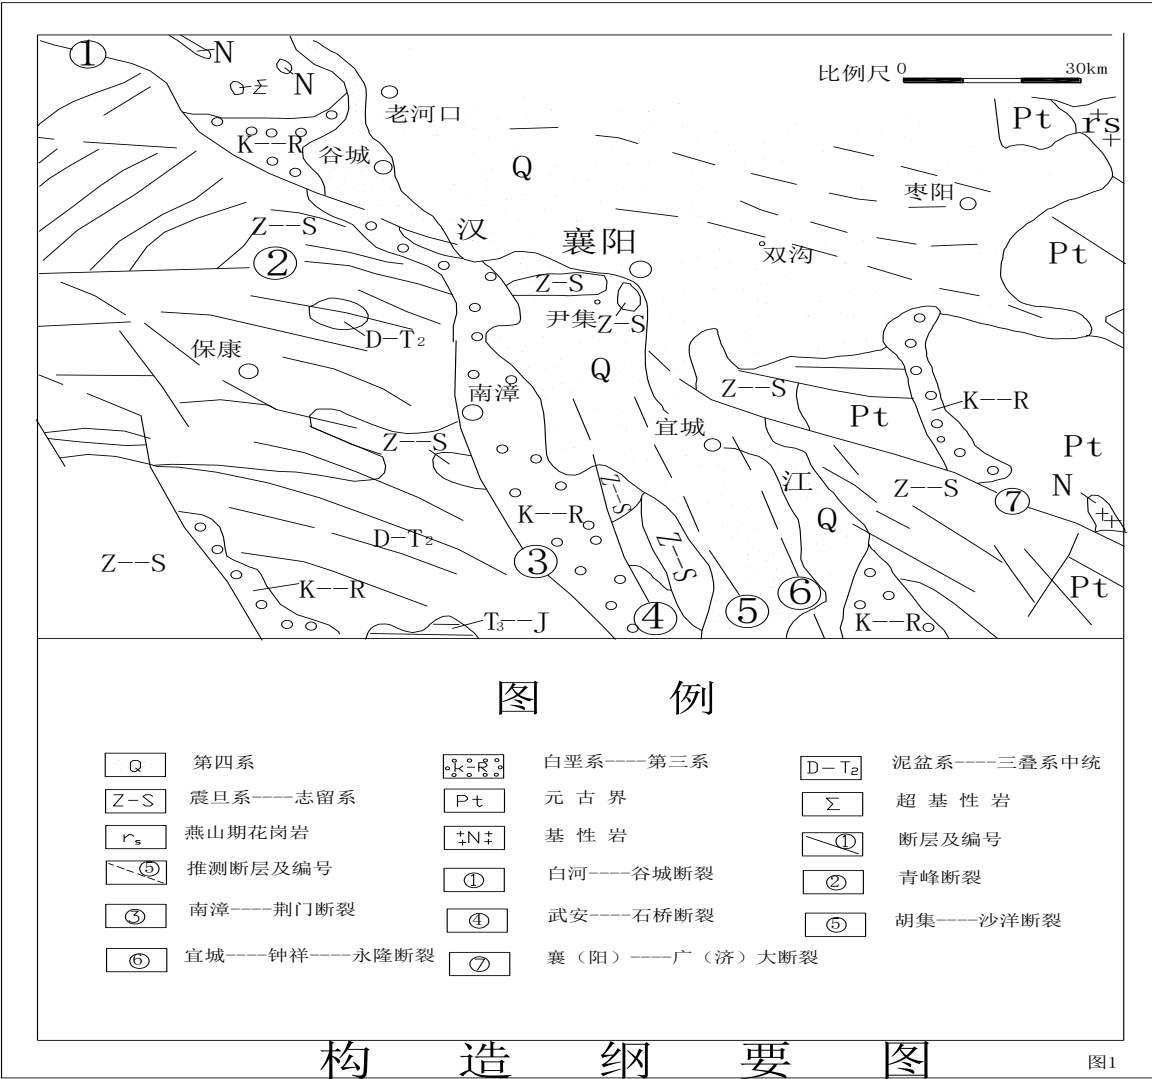 ① N
比例尺 0 30km
Σ N
老河口 Pt rs
K--R 谷城 Q
枣阳
Z--S 汉 襄阳 双沟 Pt
②
Z-S
尹集 Z-S
D-T2
保康 Q
南漳 Z--S Pt K--R
Z--S 宜城 Pt
江 Z--S N
Z--S ⑦
K--R Q
D-T2 Z--S
Z--S ③
K--R Pt
④ ⑤ ⑥
T3--J K--R
图 例
Q 第四系 K-R 白垩系----第三系 D-T2 泥盆系----三叠系中统
Z-S 震旦系----志留系 Pt 元 古 界 Σ 超 基 性 岩
rs 燕山期花岗岩 N 基 性 岩 ① 断层及编号
⑤ 推测断层及编号 ① 白河----谷城断裂 ② 青峰断裂
③ 南漳----荆门断裂 ④ 武安----石桥断裂 ⑤ 胡集----沙洋断裂
⑥ 宜城----钟祥----永隆断裂 ⑦ 襄（阳）----广（济）大断裂
构 造 纲 要 图 图1